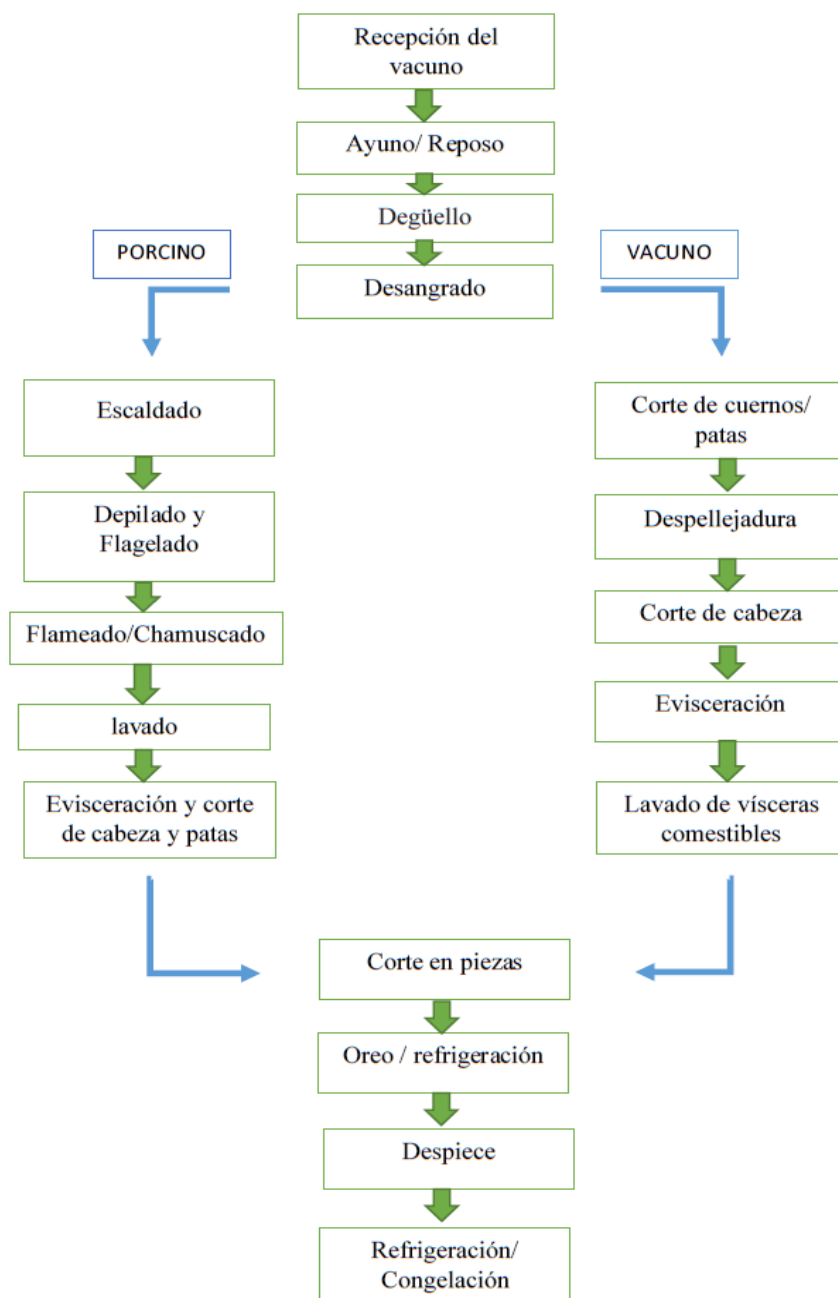 Recepción del
vacuno
Ayuno/ Reposo
Degüello
Desangrado
PORCINO
Escaldado
Depilado y
Flagelado
Flameado/Chamuscado
lavado
Evisceración y corte
de cabeza y patas
VACUNO
Corte de cuernos/
patas
Despellejadura
Corte de cabeza
Evisceración
Lavado de vísceras
comestibles
Corte en piezas
Oreo / refrigeración
Despiece
Refrigeración/
Congelación